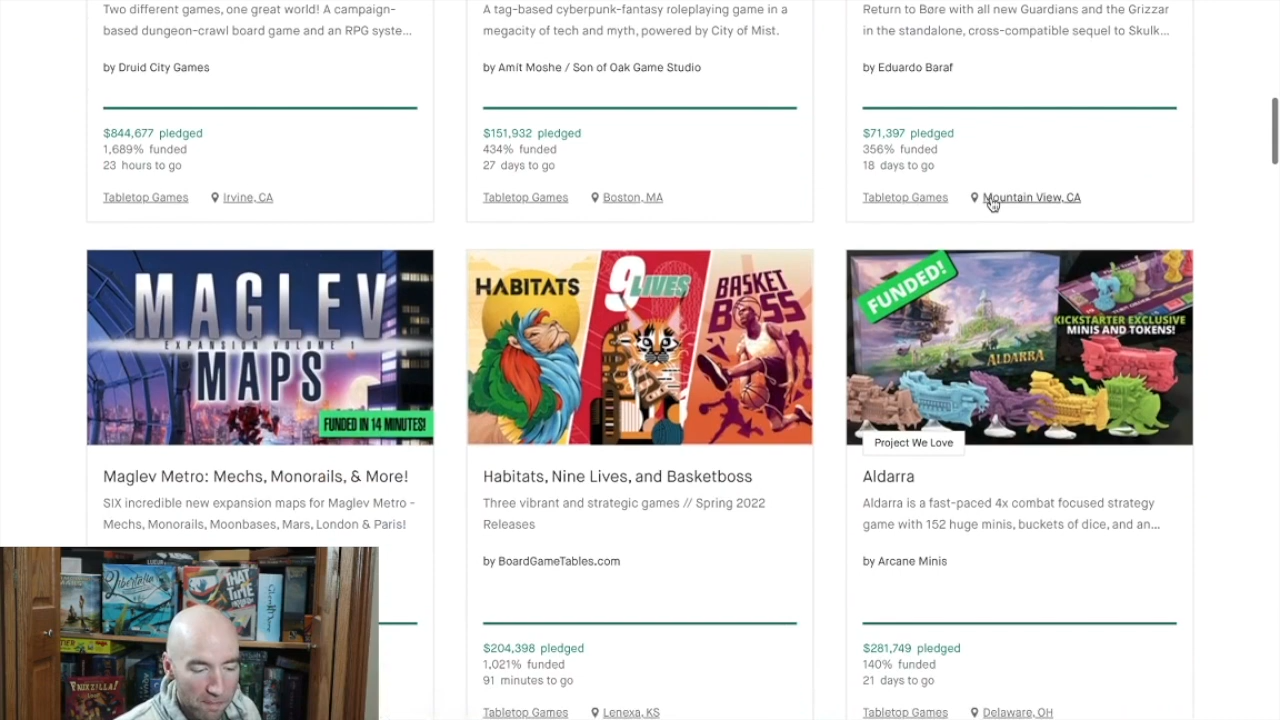 Two different games, one great world! A campaign-
based dungeon-crawl board game and an RPG syste...
by Druid City Games
$844,677 pledged
1,689% funded
23 hours to go
Tabletop Games Irvine, CA
A tag-based cyberpunk-fantasy roleplaying game in a
megacity of tech and myth, powered by City of Mist.
by Amit Moshe / Son of Oak Game Studio
$151,932 pledged
434% funded
27 days to go
Tabletop Games Boston, MA
Return to Børe with all new Guardians and the Grizzar
in the standalone, cross-compatible sequel to Skulk...
by Eduardo Baraf
$71,397 pledged
356% funded
18 days to go
Tabletop Games Mountain View, CA
MAGLEV
EXPANSION VOLUME 1
MAPS
FUNDED IN 14 MINUTES!
Maglev Metro: Mechs, Monorails, & More!
SIX incredible new expansion maps for Maglev Metro -
Mechs, Monorails, Moonbases, Mars, London & Paris!
HABITATS
9 LIVES
BASKET
BOSS
Habitats, Nine Lives, and Basketboss
Three vibrant and strategic games // Spring 2022
Releases
by BoardGameTables.com
$204,398 pledged
1,021% funded
91 minutes to go
Tabletop Games Lenexa, KS
FUNDED!
ALDARRA
KICKSTARTER EXCLUSIVE
MINIS AND TOKENS!
Project We Love
Aldarra
Aldarra is a fast-paced 4x combat focused strategy
game with 152 huge minis, buckets of dice, and an...
by Arcane Minis
$281,749 pledged
140% funded
21 days to go
Tabletop Games Delaware, OH
Libertalia
THAT
TIME